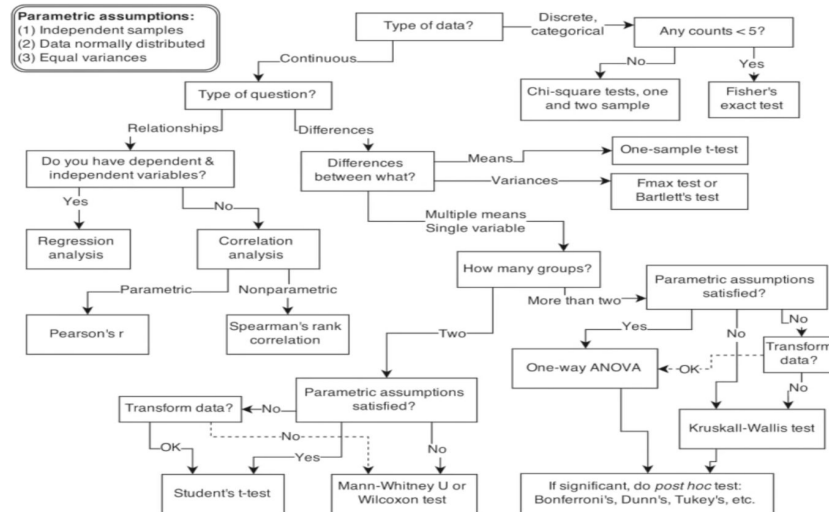 Parametric assumptions:
(1) Independent samples
(2) Data normally distributed
(3) Equal variances
Type of data?
Discrete,
categorical
Any counts < 5?
Continuous
No
Yes
Type of question?
Chi-square tests, one
and two sample
Fisher's
exact test
Relationships
Differences
Do you have dependent &
independent variables?
Differences
between what?
Means
One-sample t-test
Variances
Fmax test or
Bartlett's test
Yes
No
Multiple means
Single variable
Regression
analysis
Correlation
analysis
How many groups?
Parametric assumptions
satisfied?
Parametric
Nonparametric
More than two
Pearson's r
Spearman's rank
correlation
Two
Yes
No
No
Transform
data?
One-way ANOVA
OK
No
Transform data?
No
Parametric assumptions
satisfied?
Kruskall-Wallis test
OK
No
Yes
No
Student's t-test
Mann-Whitney U or
Wilcoxon test
If significant, do post hoc test:
Bonferroni's, Dunn's, Tukey's, etc.